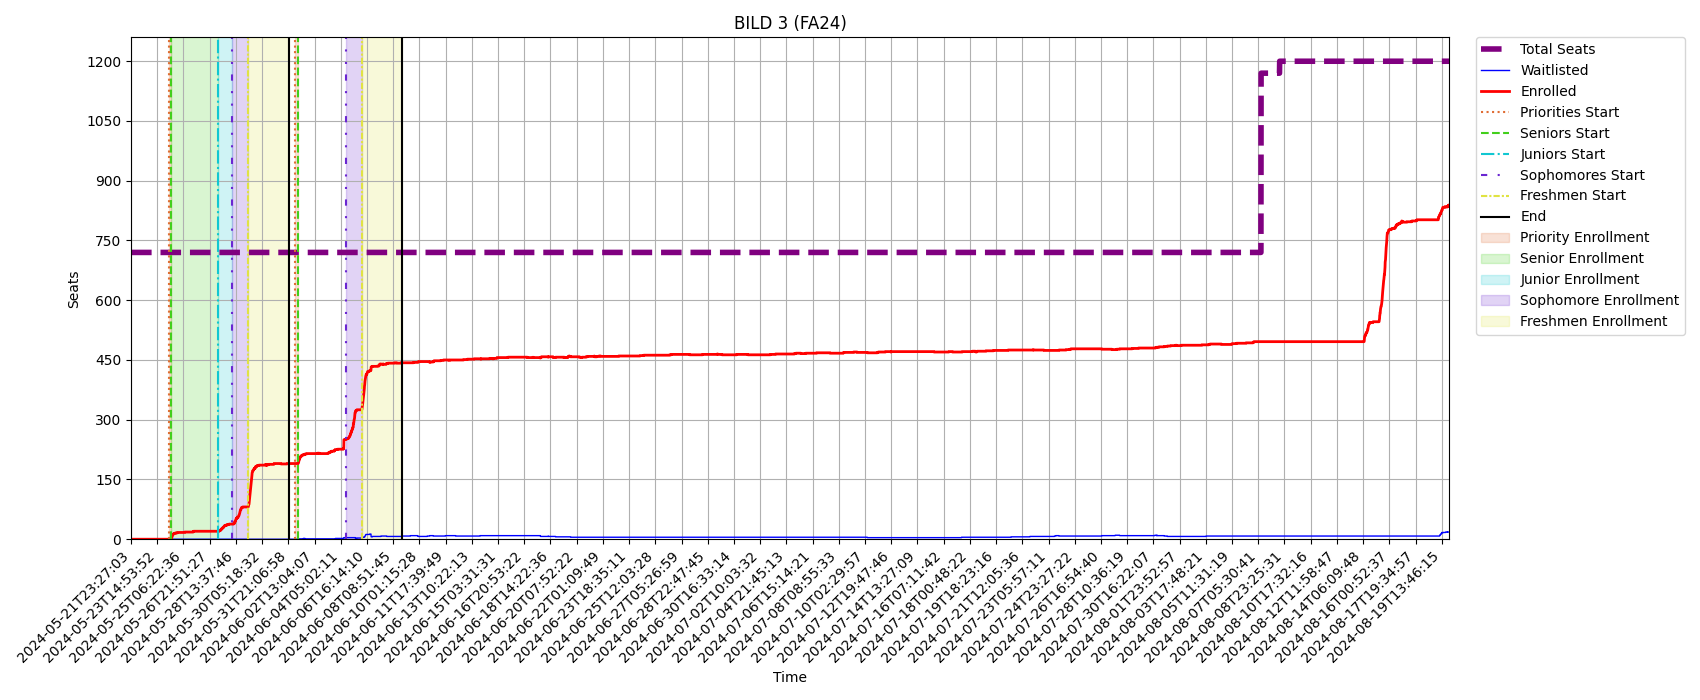 BILD 3 (FA24)
Seats
1200
1050
900
750
600
450
300
150
0
2024-05-21T23:27:03
2024-05-23T14:53:52
2024-05-25T06:22:36
2024-05-26T21:51:27
2024-05-28T13:37:46
2024-05-30T05:18:32
2024-05-31T21:06:58
2024-06-02T13:04:07
2024-06-04T05:02:11
2024-06-06T16:14:10
2024-06-08T08:51:45
2024-06-10T01:15:28
2024-06-11T17:39:49
2024-06-13T10:22:13
2024-06-15T03:31:31
2024-06-16T20:53:22
2024-06-18T14:22:36
2024-06-20T07:52:22
2024-06-22T01:09:49
2024-06-23T18:35:11
2024-06-25T12:03:28
2024-06-27T05:26:59
2024-06-28T22:47:45
2024-06-30T16:33:14
2024-07-02T10:03:32
2024-07-04T21:45:13
2024-07-06T15:14:21
2024-07-08T08:55:33
2024-07-10T02:29:57
2024-07-12T19:47:46
2024-07-14T13:27:09
2024-07-16T07:11:42
2024-07-18T00:48:22
2024-07-19T18:23:16
2024-07-21T12:05:36
2024-07-23T05:57:11
2024-07-24T23:27:22
2024-07-26T16:54:40
2024-07-28T10:36:19
2024-07-30T16:22:07
2024-08-01T23:52:57
2024-08-03T17:48:21
2024-08-05T11:31:19
2024-08-07T05:30:41
2024-08-08T23:25:31
2024-08-10T17:32:16
2024-08-12T11:58:47
2024-08-14T06:09:48
2024-08-16T00:52:37
2024-08-17T19:34:57
2024-08-19T13:46:15
Time
Total Seats
Waitlisted
Enrolled
Priorities Start
Seniors Start
Juniors Start
Sophomores Start
Freshmen Start
End
Priority Enrollment
Senior Enrollment
Junior Enrollment
Sophomore Enrollment
Freshmen Enrollment